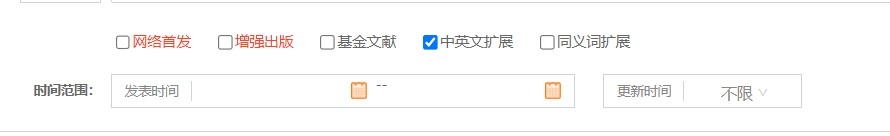 网络首发 增强出版 基金文献 中英文扩展 同义词扩展
时间范围: 发表时间 -- 更新时间 不限